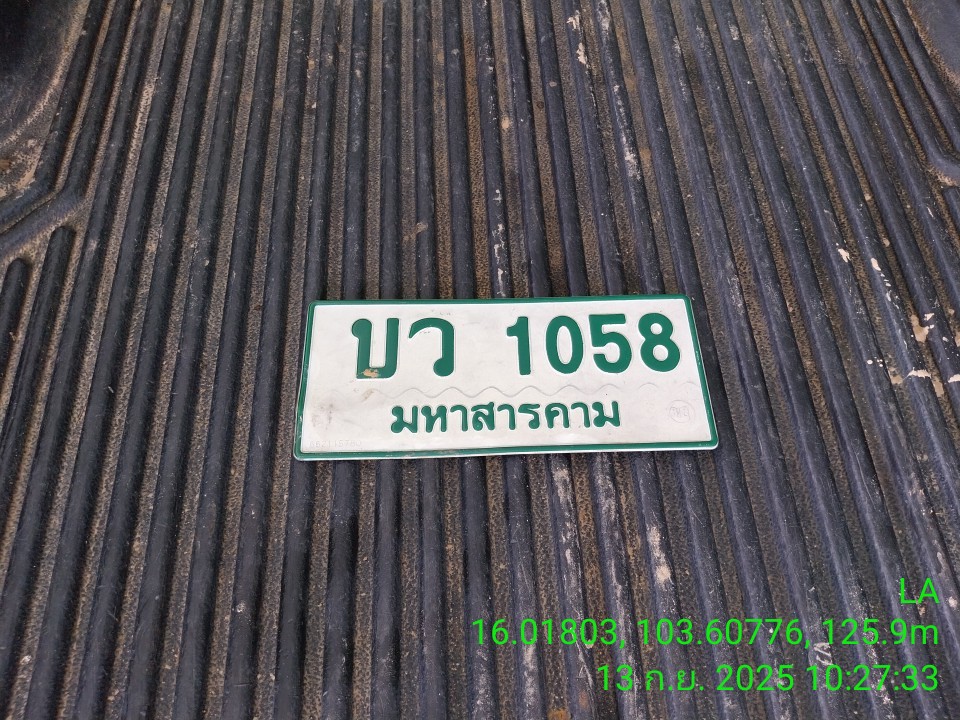 บว 1058
มหาสารคาม
LA
16.01803, 103.60776, 125.9m
13 ก.ย. 2025 10:27:33